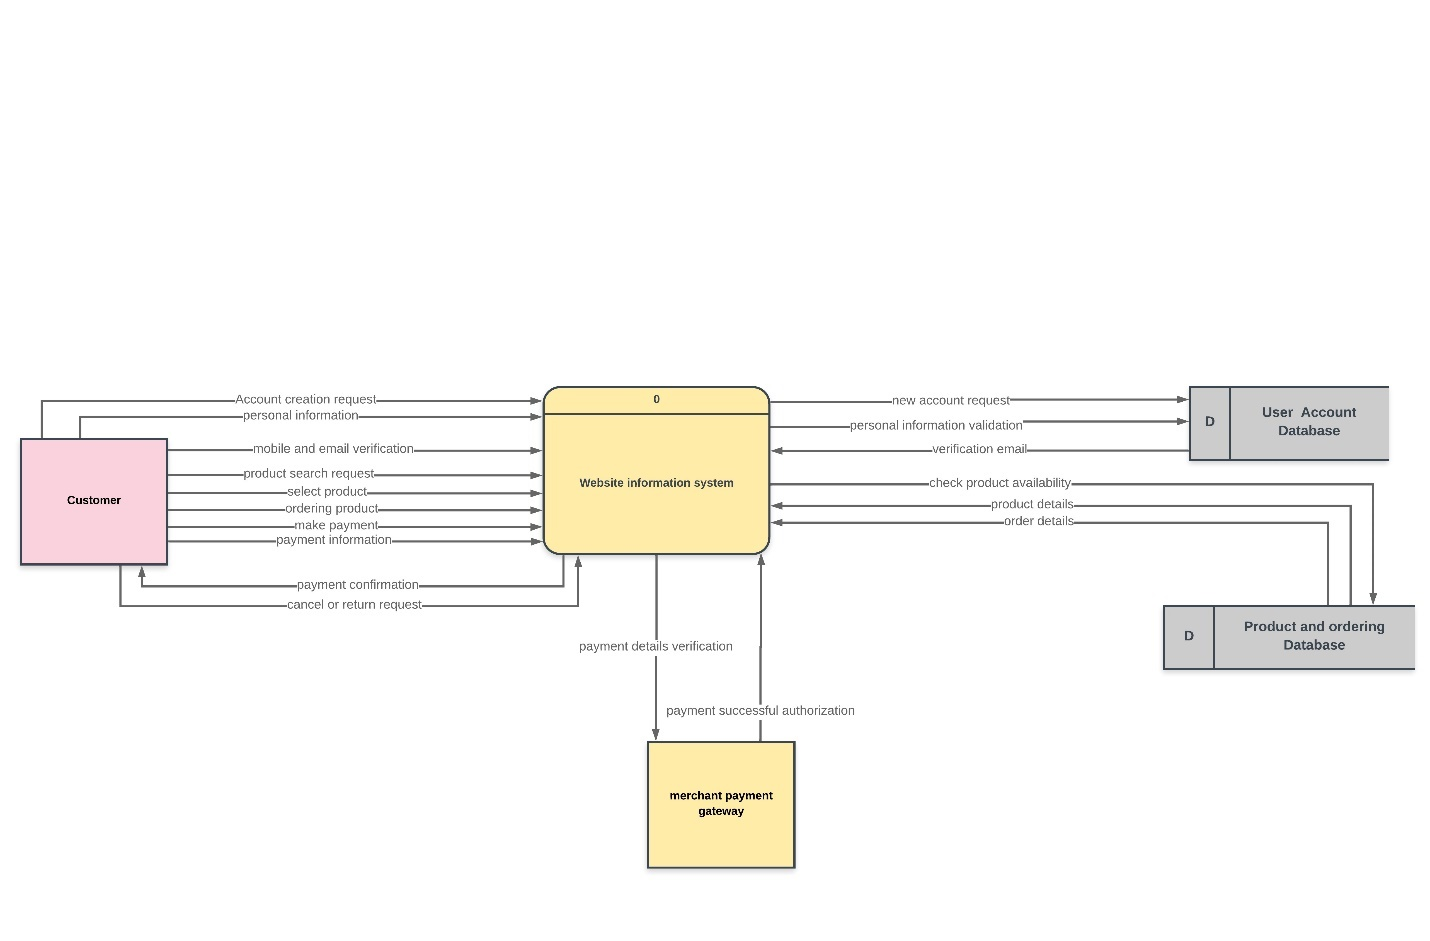 Account creation request
personal information
mobile and email verification
product search request
select product
ordering product
make payment
payment information
payment confirmation
cancel or return request
Customer
0
Website information system
new account request
personal information validation
verification email
check product availability
product details
order details
D
User Account
Database
D
Product and ordering
Database
payment details verification
payment successful authorization
merchant payment
gateway